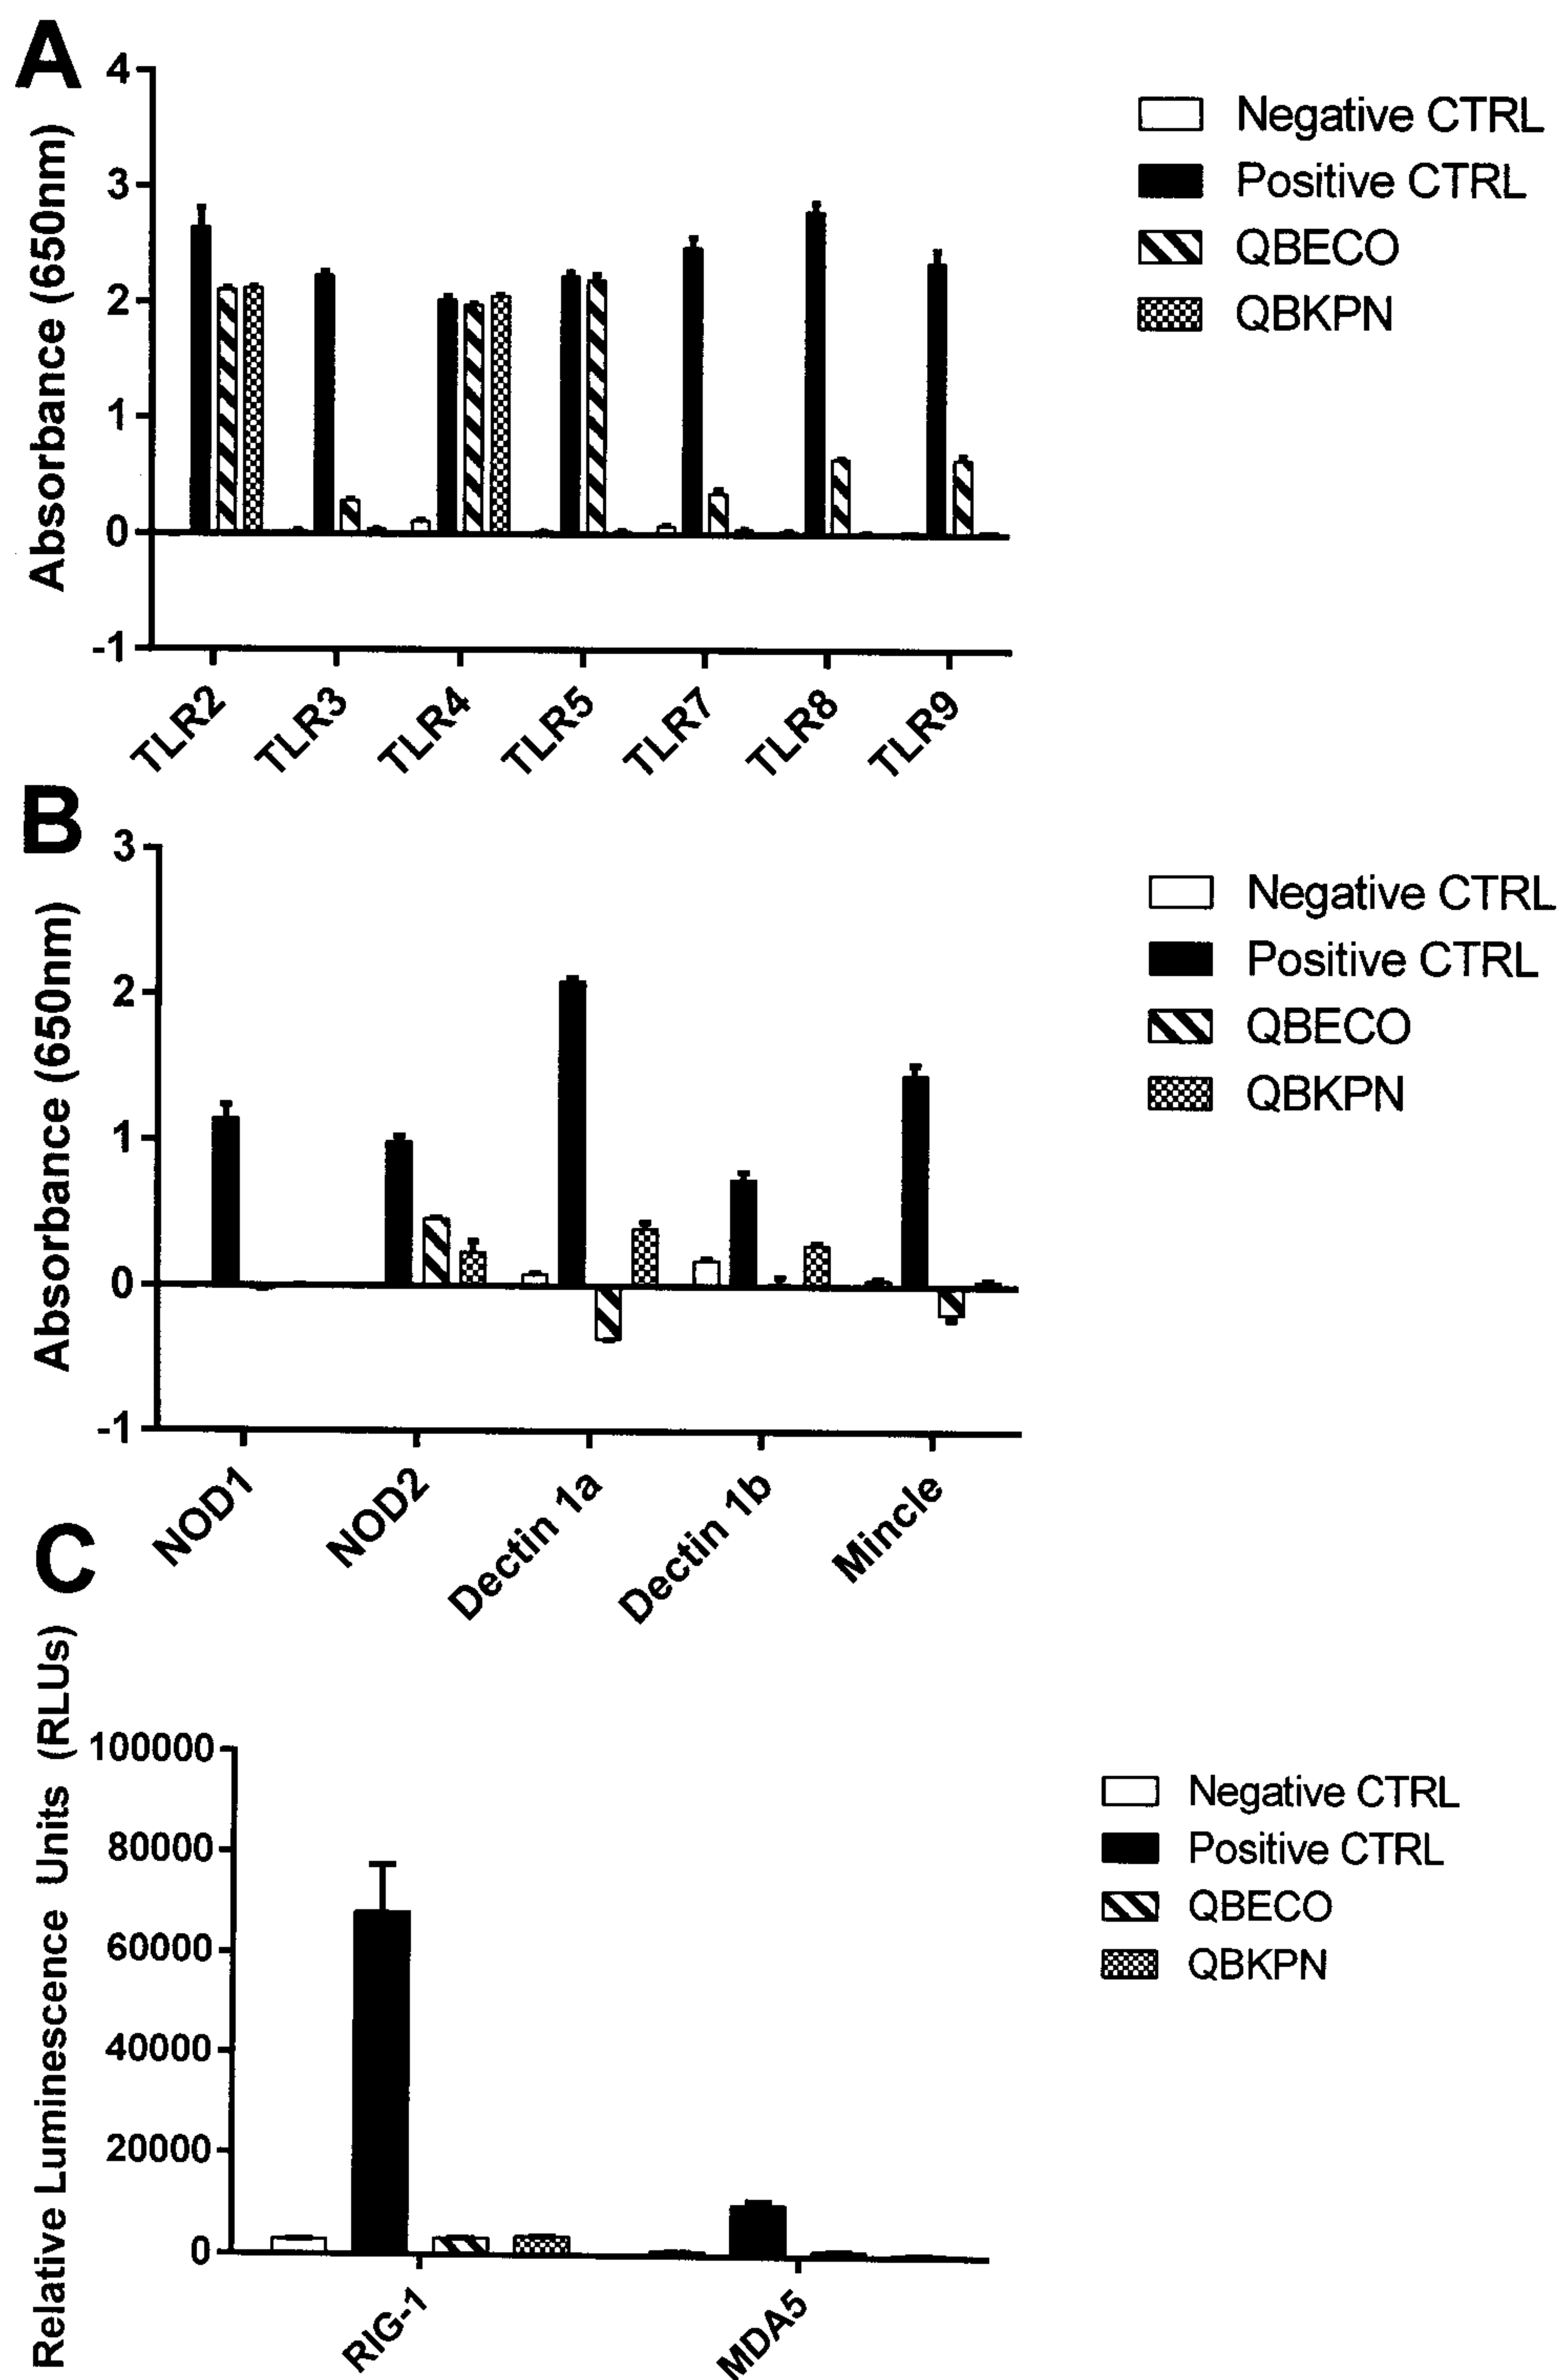 A
4
3
2
1
0
-1
Absorbance (650nm)
Negative CTRL
Positive CTRL
QBECO
QBKPN
TLR2
TLR3
TLR4
TLR5
TLR7
TLR8
TLR9
B
3
2
1
0
-1
Absorbance (650nm)
Negative CTRL
Positive CTRL
QBECO
QBKPN
NOD1
NOD2
Dectin 1a
Dectin 1b
Mincle
C
100000
80000
60000
40000
20000
0
Relative Luminescence Units (RLUs)
Negative CTRL
Positive CTRL
QBECO
QBKPN
RIG-1
MDA5